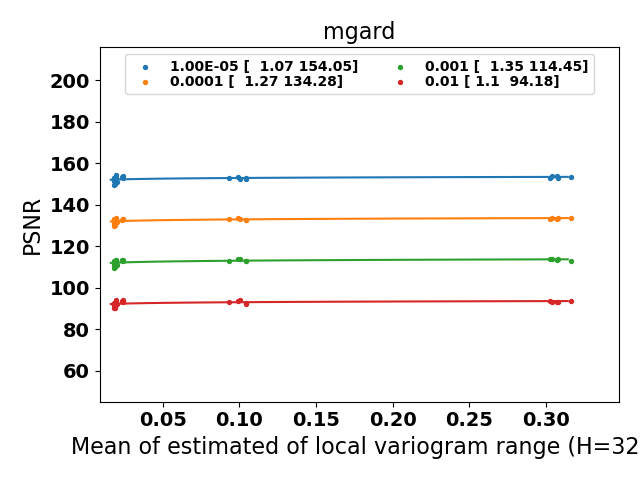 mgard
1.00E-05 [  1.07 154.05]
0.0001 [  1.27 134.28]
0.001 [  1.35 114.45]
0.01 [ 1.1  94.18]
PSNR
200
180
160
140
120
100
80
60
0.05 0.10 0.15 0.20 0.25 0.30
Mean of estimated of local variogram range (H=32